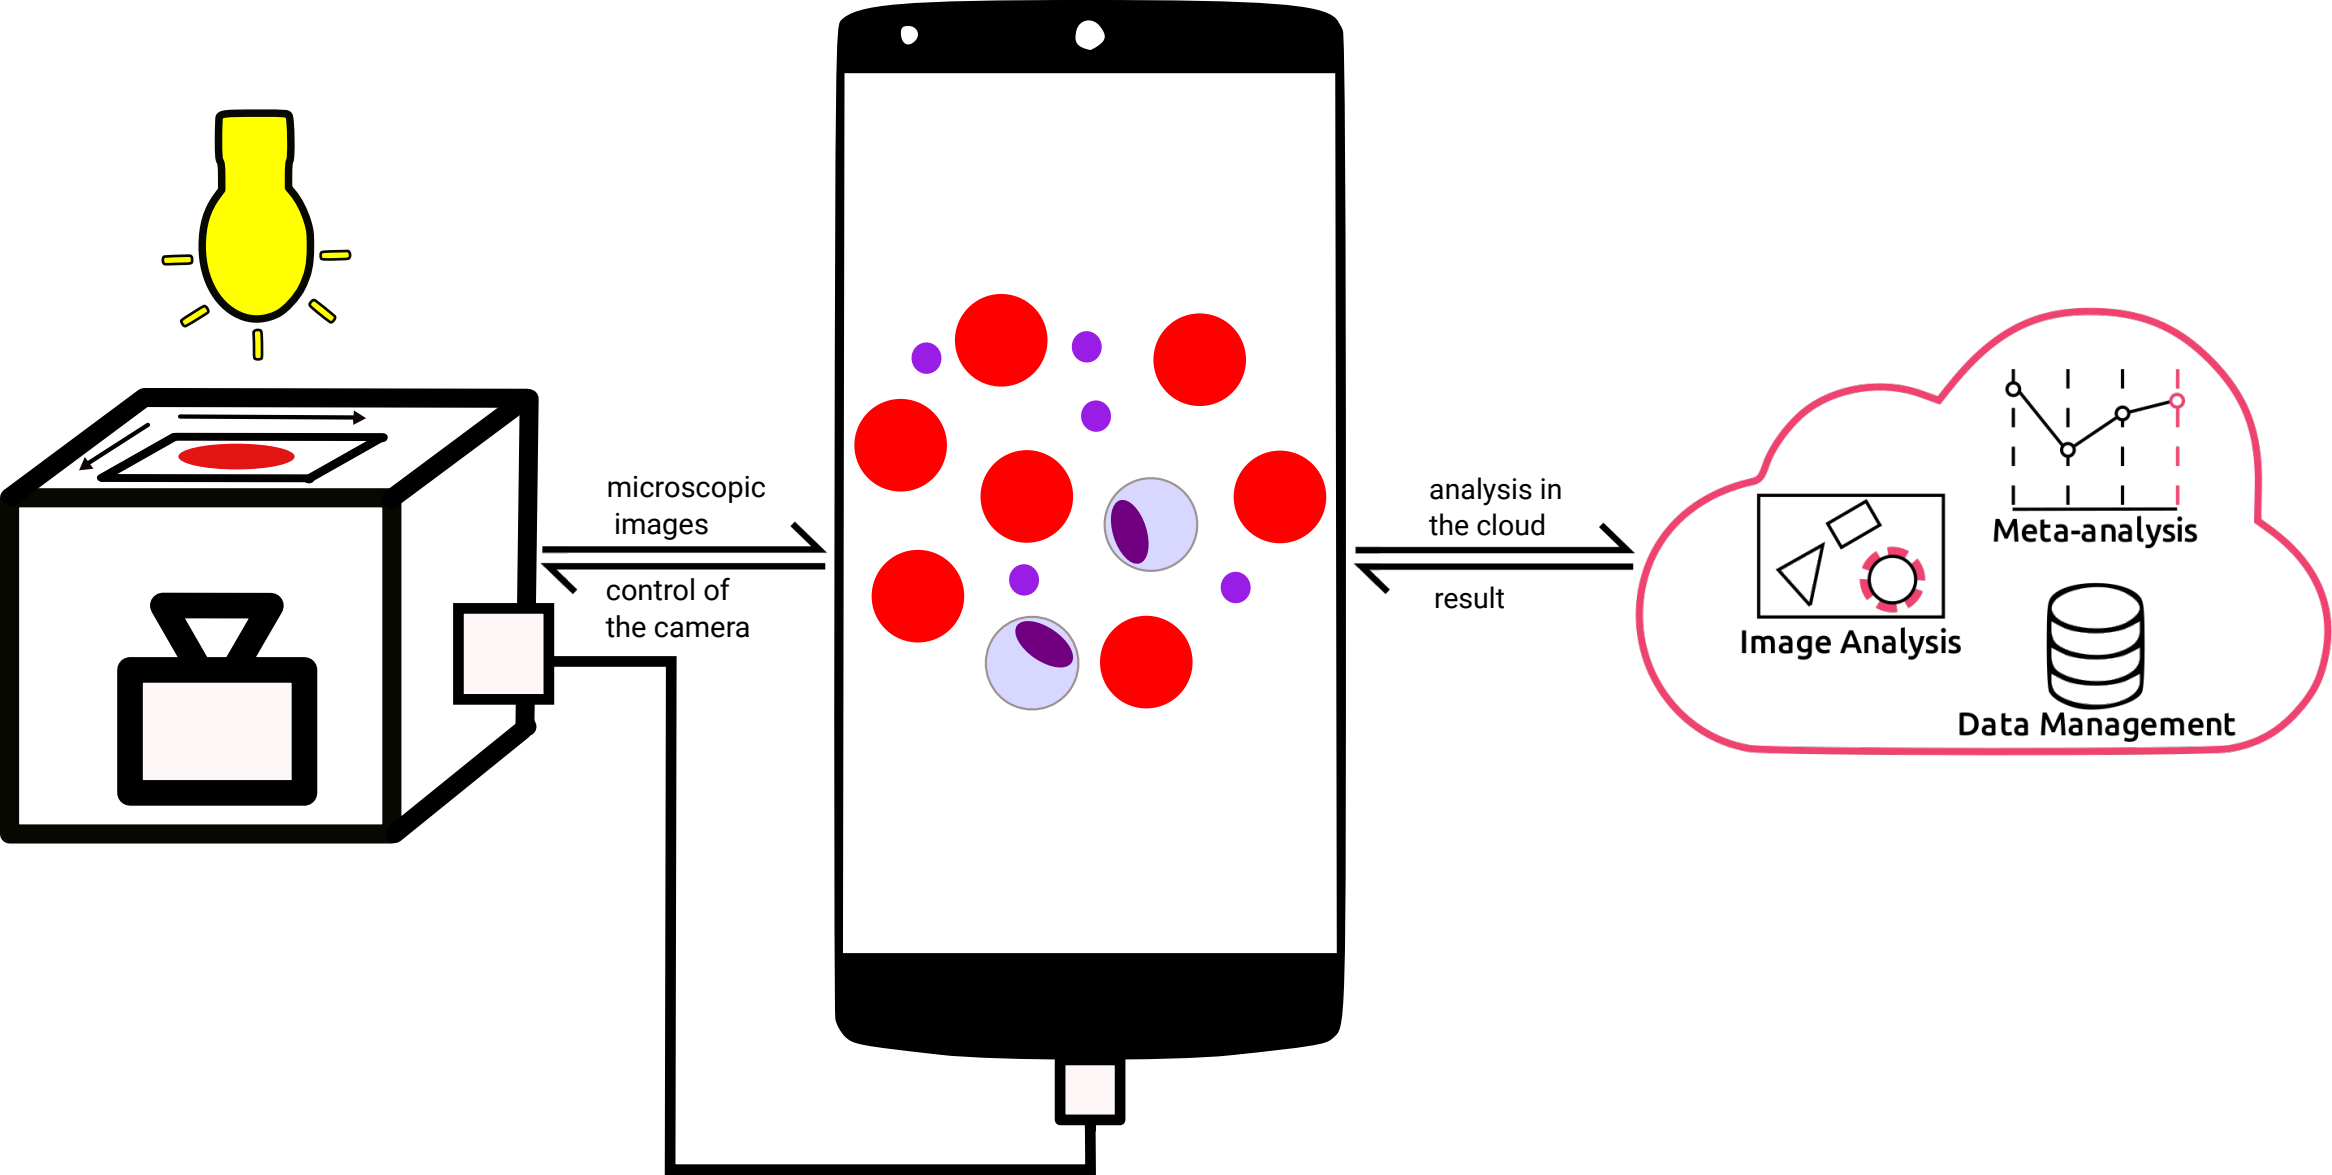 microscopic
images
control of
the camera
analysis in
the cloud
result
Meta-analysis
Image Analysis
Data Management